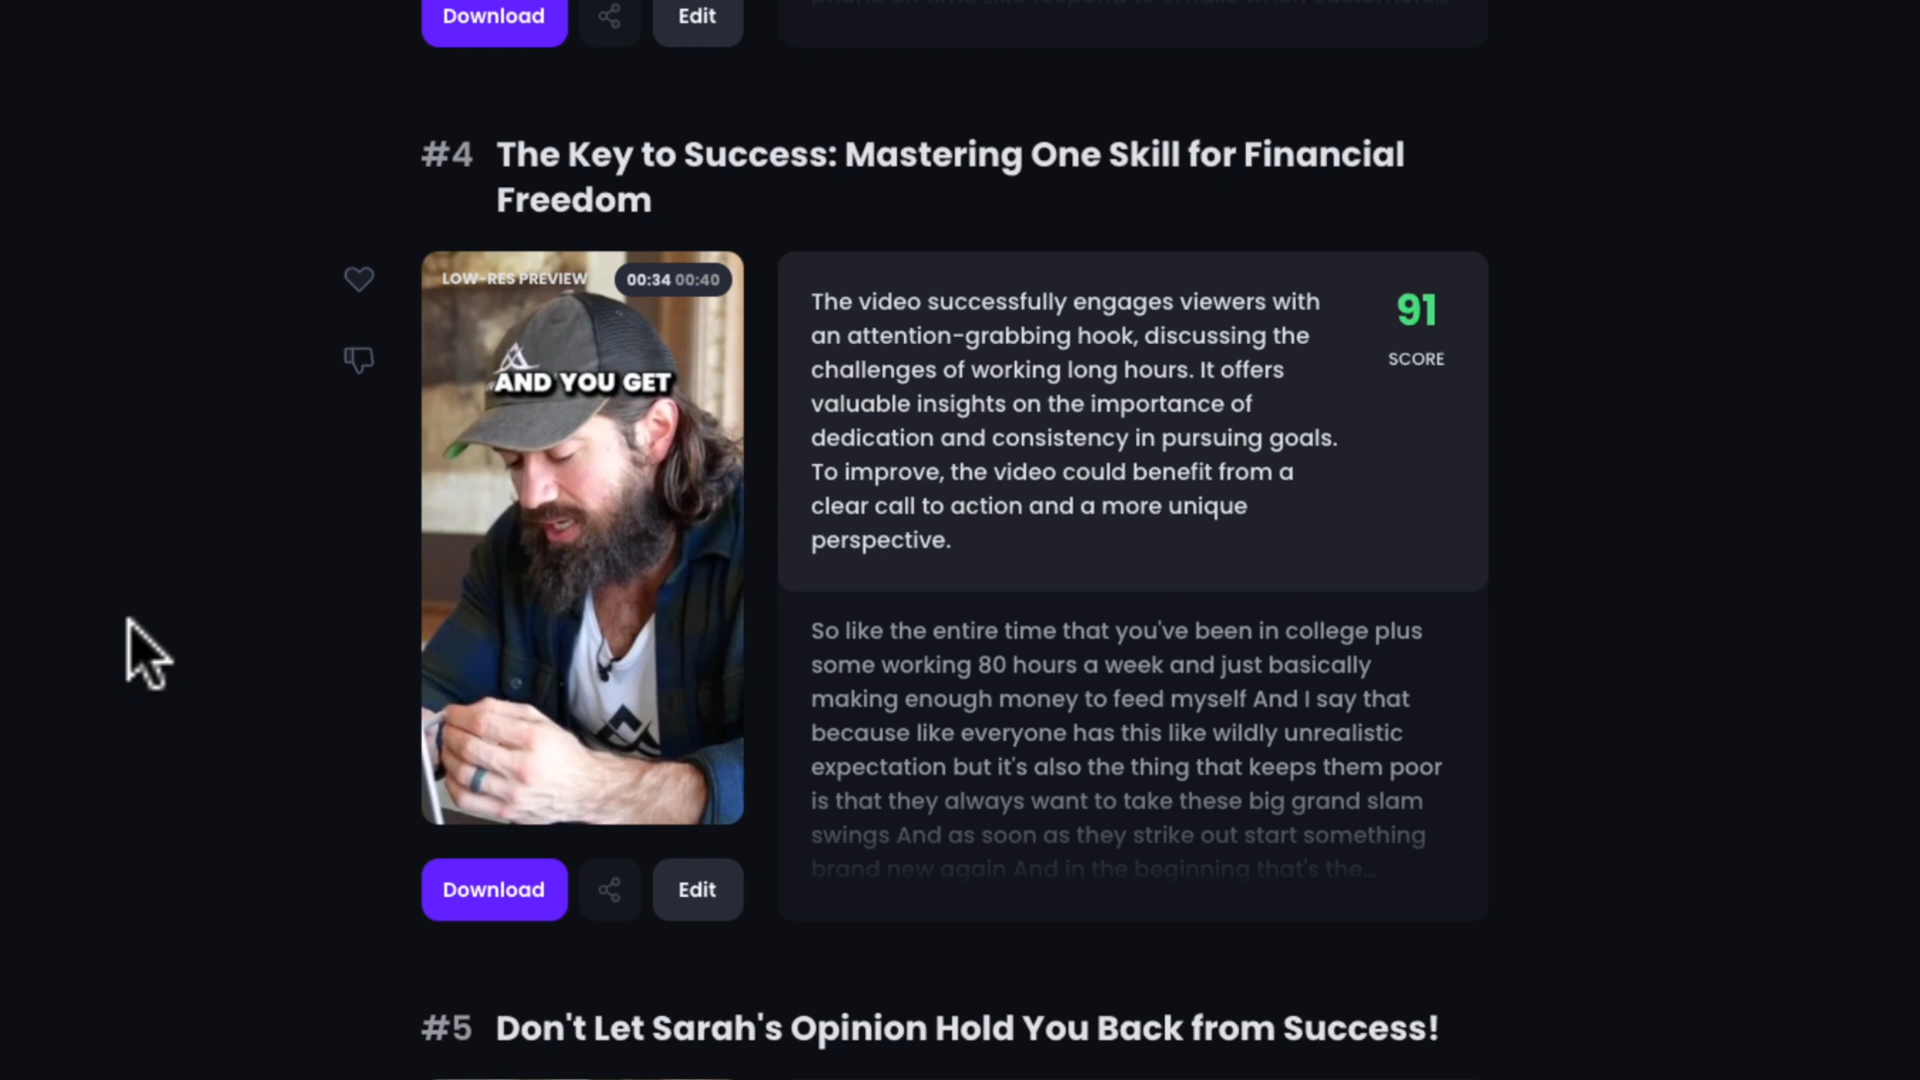 Download
Edit
#4 The Key to Success: Mastering One Skill for Financial
Freedom
LOW-RES PREVIEW
00:34 00:40
AND YOU GET
The video successfully engages viewers with
an attention-grabbing hook, discussing the
challenges of working long hours. It offers
valuable insights on the importance of
dedication and consistency in pursuing goals.
To improve, the video could benefit from a
clear call to action and a more unique
perspective.
91
SCORE
So like the entire time that you've been in college plus
some working 80 hours a week and just basically
making enough money to feed myself And I say that
because like everyone has this like wildly unrealistic
expectation but it's also the thing that keeps them poor
is that they always want to take these big grand slam
swings And as soon as they strike out start something
brand new again And in the beginning that's the...
Download
Edit
#5 Don't Let Sarah's Opinion Hold You Back from Success!